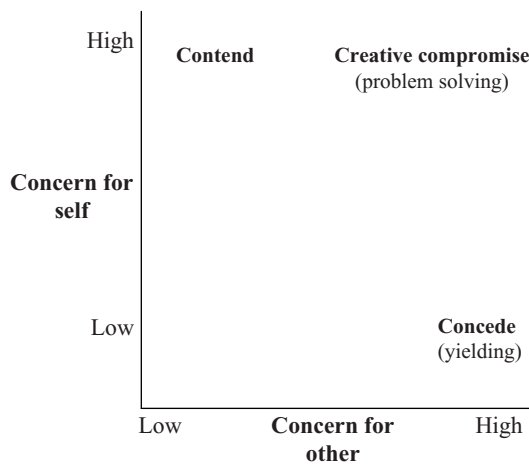 High
Contend
Creative compromise
(problem solving)
Concern for
self
Low
Concede
(yielding)
Low
Concern for
other
High